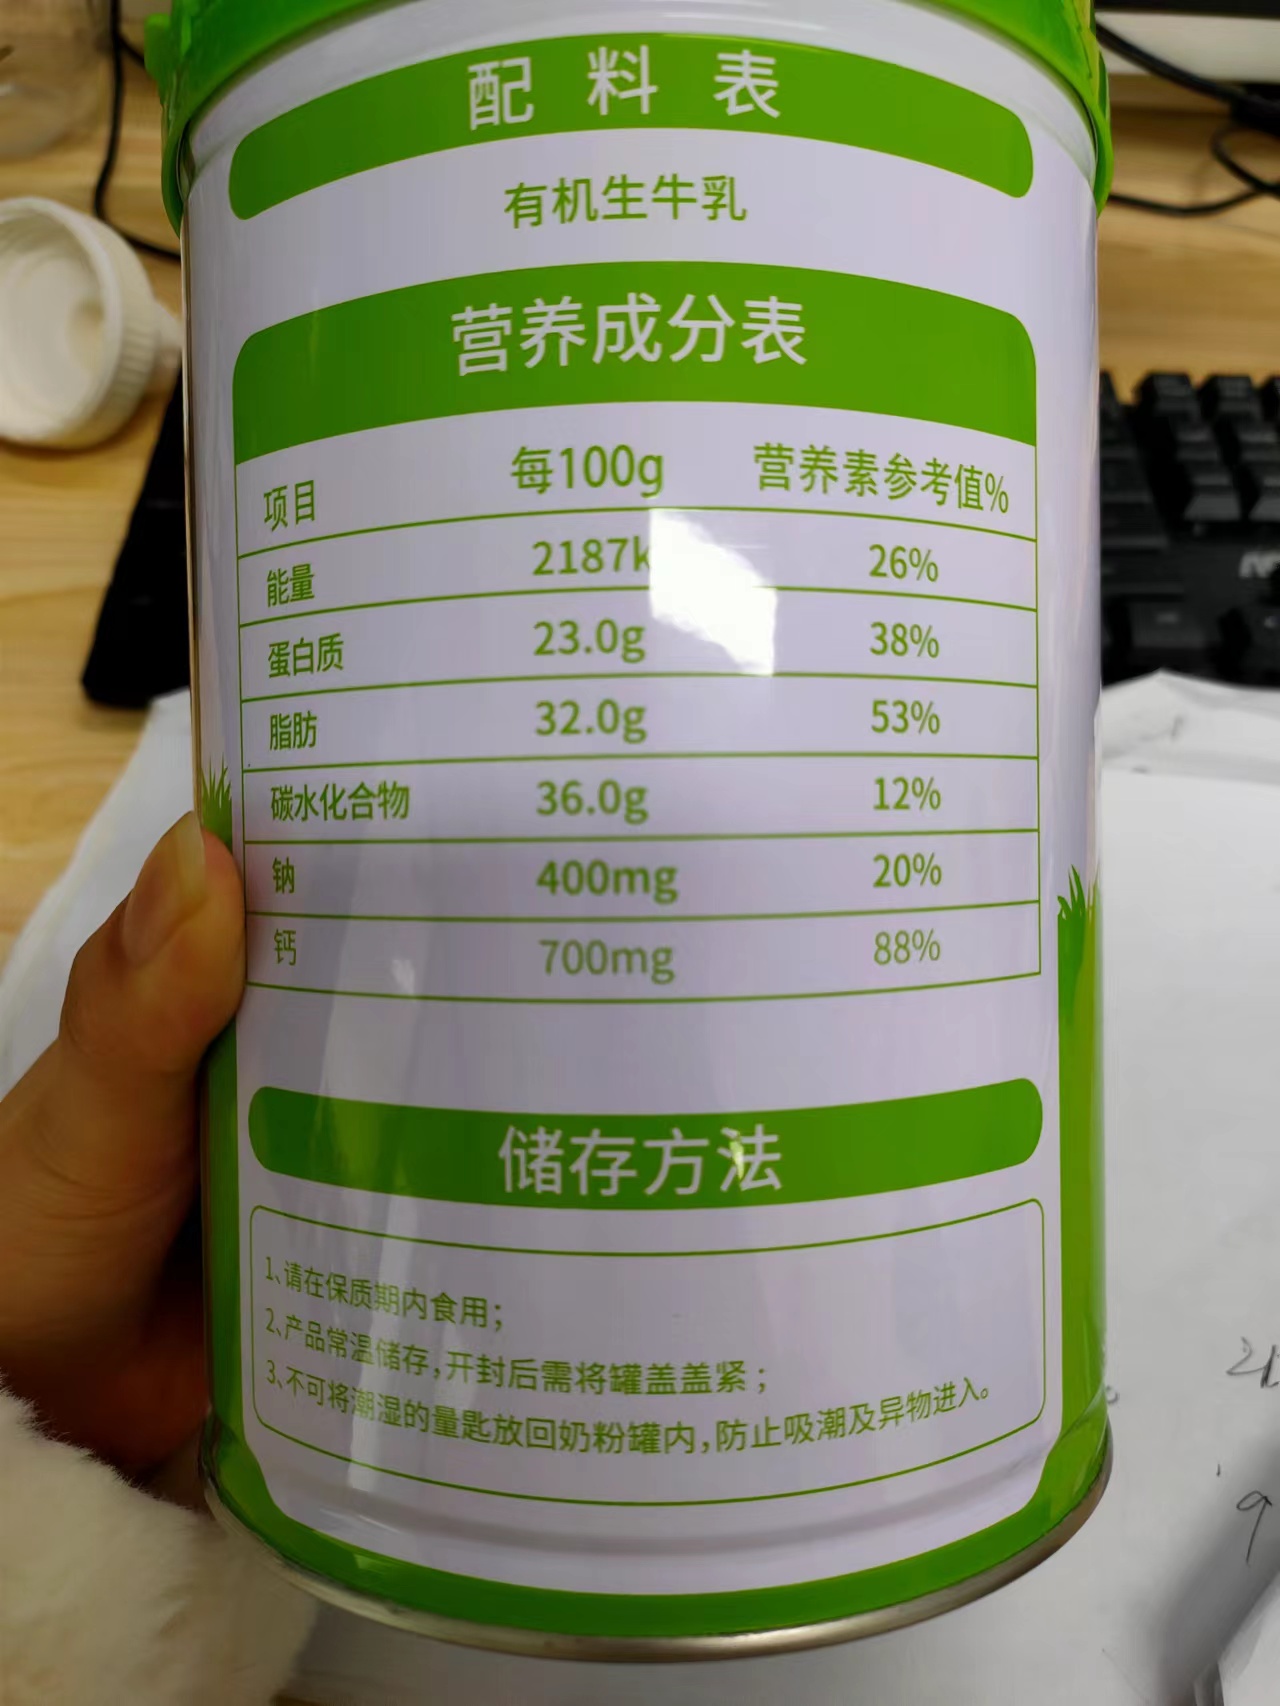 配料表
有机生牛乳
营养成分表
项目 每100g 营养素参考值%
能量 2187k 26%
蛋白质 23.0g 38%
脂肪 32.0g 53%
碳水化合物 36.0g 12%
钠 400mg 20%
钙 700mg 88%
储存方法
1、请在保质期内食用；
2、产品常温储存，开封后需将罐盖盖紧；
3、不可将潮湿的量匙放回奶粉罐内，防止吸潮及异物进入。